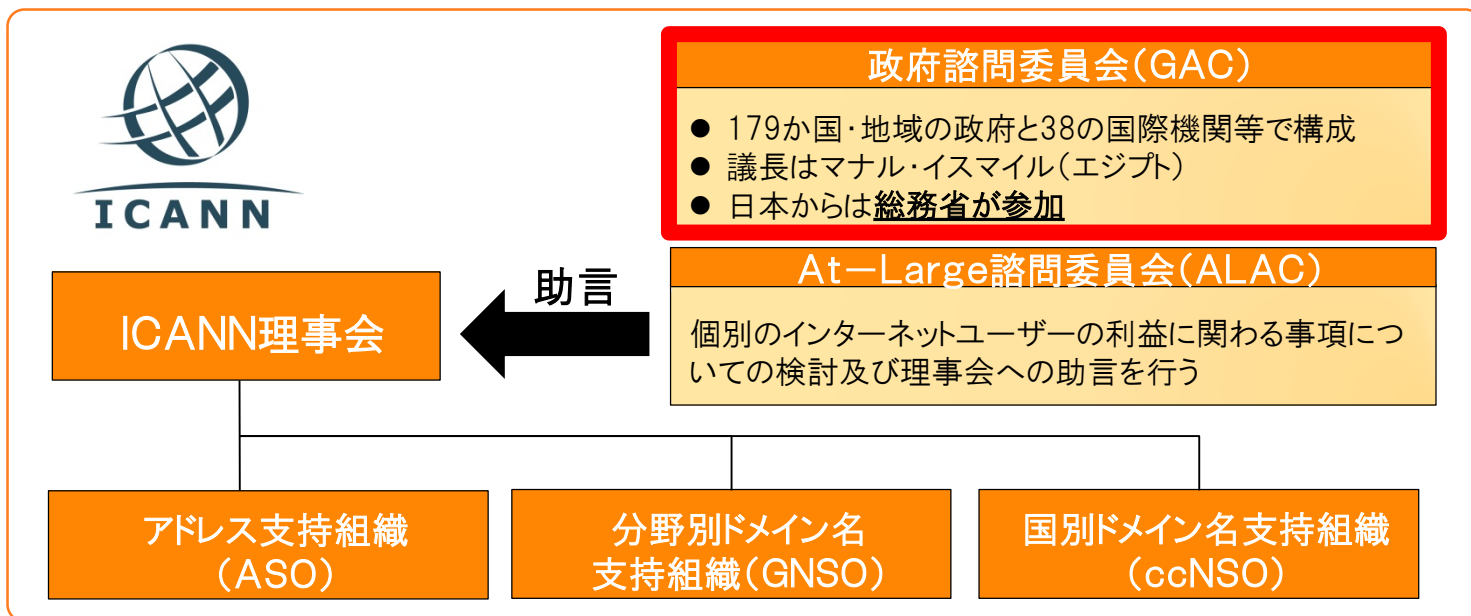 ICANN
政府諮問委員会(GAC)
● 179か国・地域の政府と38の国際機関等で構成
● 議長はマナル・イスマイル(エジプト)
● 日本からは総務省が参加
At-Large諮問委員会(ALAC)
個別のインターネットユーザーの利益に関わる事項につ
いての検討及び理事会への助言を行う
助言
ICANN理事会
アドレス支持組織
(ASO)
分野別ドメイン名
支持組織(GNSO)
国別ドメイン名支持組織
(ccNSO)